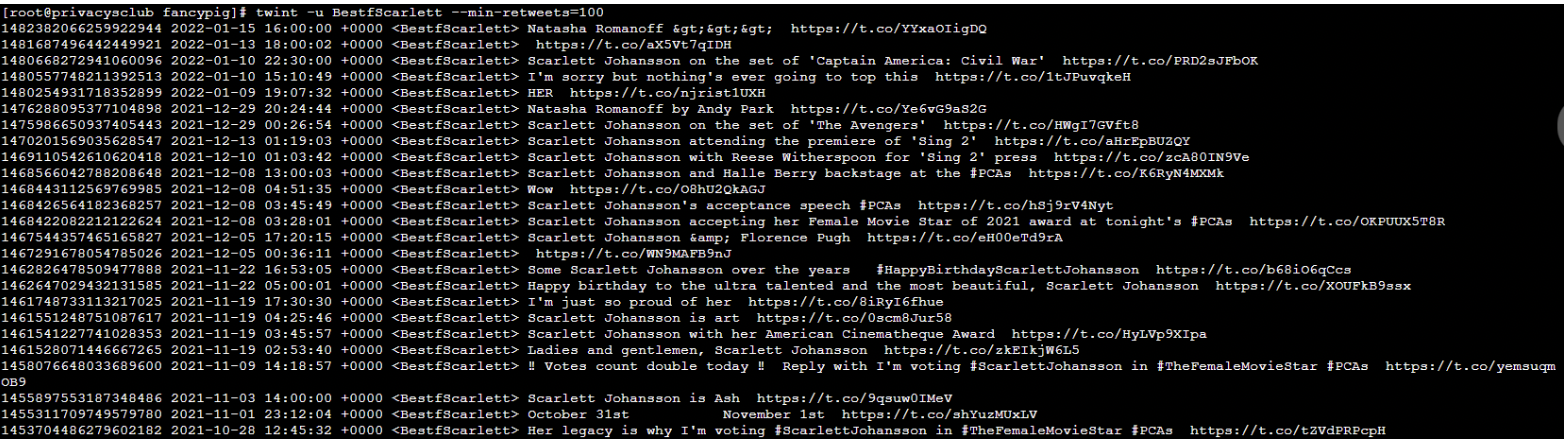 [root@privacysclub fancypig]# twint -u BestfScarlett --min-retweets=100
1482382066259922944 2022-01-15 16:00:00 +0000 <BestfScarlett> Natasha Romanoff &gt;&gt;&gt;  https://t.co/YYxaOIigDQ
1481687496442449921 2022-01-13 18:00:02 +0000 <BestfScarlett>  https://t.co/aX5Vt7qIDH
1480668272941060096 2022-01-10 22:30:00 +0000 <BestfScarlett> Scarlett Johansson on the set of 'Captain America: Civil War'  https://t.co/PRD2sJFbOK
1480557748211392513 2022-01-10 15:10:49 +0000 <BestfScarlett> I'm sorry but nothing's ever going to top this  https://t.co/1tJPuvqkeH
1480254931718352899 2022-01-09 19:07:32 +0000 <BestfScarlett> HER  https://t.co/njrist1UXH
1476288095377104898 2021-12-29 20:24:44 +0000 <BestfScarlett> Natasha Romanoff by Andy Park  https://t.co/Ye6vG9aS2G
1475986650937405443 2021-12-29 00:26:54 +0000 <BestfScarlett> Scarlett Johansson on the set of 'The Avengers'  https://t.co/HWgI7GVft8
1470201569035628547 2021-12-13 01:19:03 +0000 <BestfScarlett> Scarlett Johansson attending the premiere of 'Sing 2'  https://t.co/aHrEpBUZQY
1469110542610620418 2021-12-10 01:03:42 +0000 <BestfScarlett> Scarlett Johansson with Reese Witherspoon for 'Sing 2' press  https://t.co/zcA80IN9Ve
1468566042788208648 2021-12-08 13:00:03 +0000 <BestfScarlett> Scarlett Johansson and Halle Berry backstage at the #PCAs  https://t.co/K6RyN4MXMk
1468443112569769985 2021-12-08 04:51:35 +0000 <BestfScarlett> Wow  https://t.co/O8hU2QkAGJ
1468426564182368257 2021-12-08 03:45:49 +0000 <BestfScarlett> Scarlett Johansson's acceptance speech #PCAs  https://t.co/hSj9rV4Nyt
1468422082212122624 2021-12-08 03:28:01 +0000 <BestfScarlett> Scarlett Johansson accepting her Female Movie Star of 2021 award at tonight's #PCAs  https://t.co/OKPUUX5T8R
1467544357465165827 2021-12-05 17:20:15 +0000 <BestfScarlett> Scarlett Johansson &amp; Florence Pugh  https://t.co/eH00eTd9rA
1467291678054785026 2021-12-05 00:36:11 +0000 <BestfScarlett>  https://t.co/WN9MAFB9nJ
1462826478509477888 2021-11-22 16:53:05 +0000 <BestfScarlett> Some Scarlett Johansson over the years   #HappyBirthdayScarlettJohansson  https://t.co/b68iO6qCcs
1462647029432131585 2021-11-22 05:00:01 +0000 <BestfScarlett> Happy birthday to the ultra talented and the most beautiful, Scarlett Johansson  https://t.co/XOUFkB9ssx
1461748733113217025 2021-11-19 17:30:30 +0000 <BestfScarlett> I'm just so proud of her  https://t.co/8iRyI6fhue
1461551248751087617 2021-11-19 04:25:46 +0000 <BestfScarlett> Scarlett Johansson is art  https://t.co/0scm8Jur58
1461541227741028353 2021-11-19 03:45:57 +0000 <BestfScarlett> Scarlett Johansson with her American Cinematheque Award  https://t.co/HyLVp9XIpa
1461528071446667265 2021-11-19 02:53:40 +0000 <BestfScarlett> Ladies and gentlemen, Scarlett Johansson  https://t.co/zkEIkjW6L5
1458076648033689600 2021-11-09 14:18:57 +0000 <BestfScarlett> ‼ Votes count double today ‼  Reply with I'm voting #ScarlettJohansson in #TheFemaleMovieStar #PCAs  https://t.co/yemsuqm
OB9
1455897553187348486 2021-11-03 14:00:00 +0000 <BestfScarlett> Scarlett Johansson is Ash  https://t.co/9qsuw0IMeV
1455311709749579780 2021-11-01 23:12:04 +0000 <BestfScarlett> October 31st          November 1st  https://t.co/shYuzMUxLV
1453704486279602182 2021-10-28 12:45:32 +0000 <BestfScarlett> Her legacy is why I'm voting #ScarlettJohansson in #TheFemaleMovieStar #PCAs  https://t.co/tZVdPRPcpH